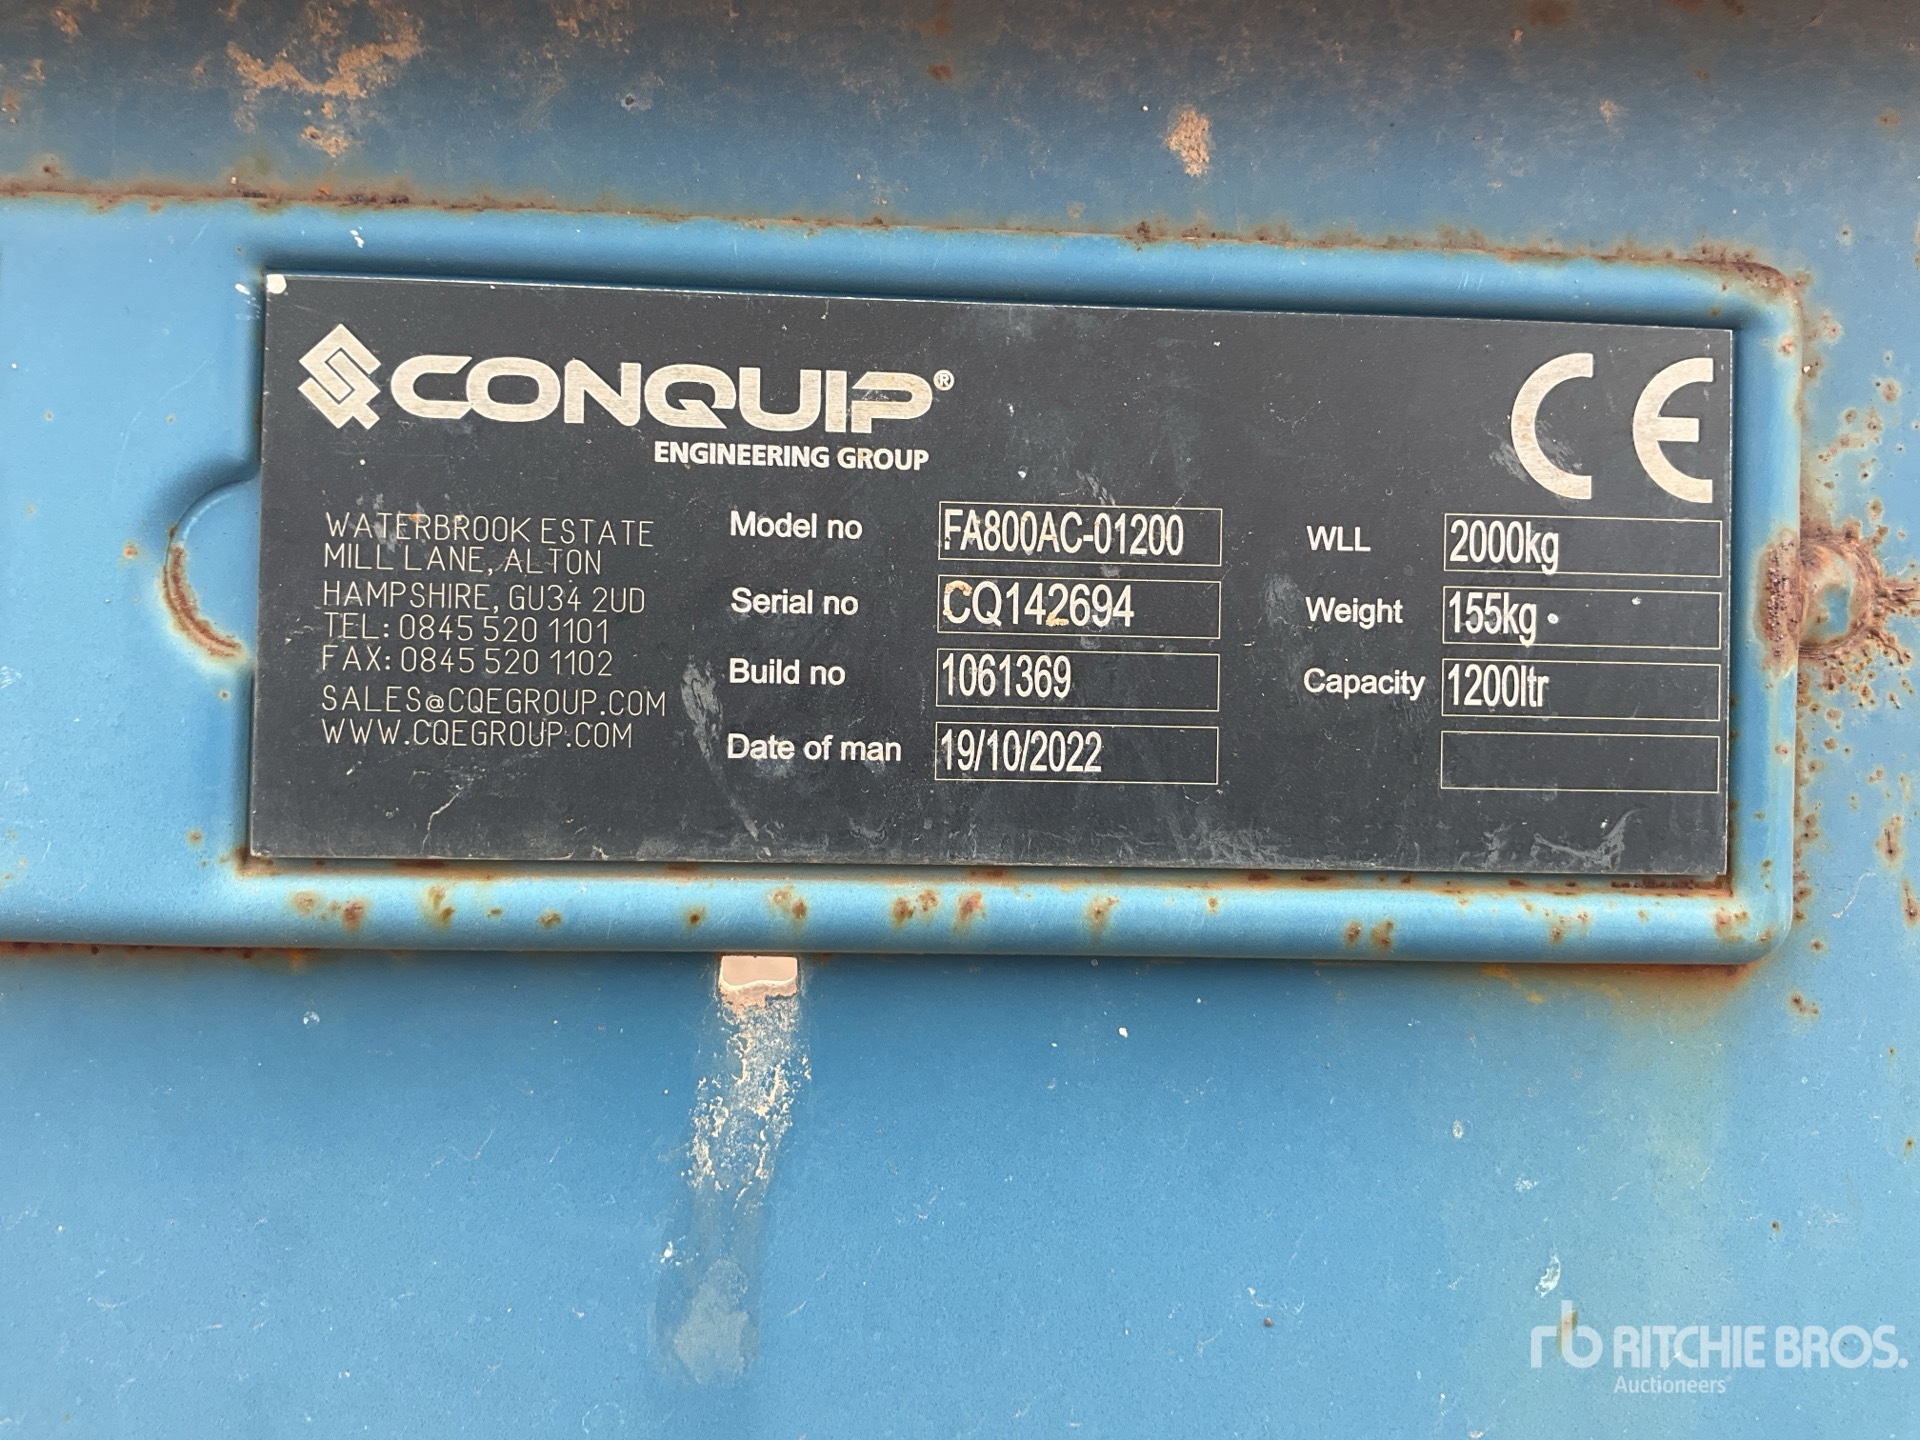 CONQUIP®
ENGINEERING GROUP
CE
WATERBROOK ESTATE
MILL LANE, ALTON
HAMPSHIRE, GU34 2UD
TEL: 0845 520 1101
FAX: 0845 520 1102
SALES@CQEGROUP.COM
WWW.CQEGROUP.COM
Model no FA800AC-01200
Serial no CQ142694
Build no 1061369
Date of man 19/10/2022
WLL 2000kg
Weight 155kg
Capacity 1200ltr
rb RITCHIE BROS.
Auctioneers